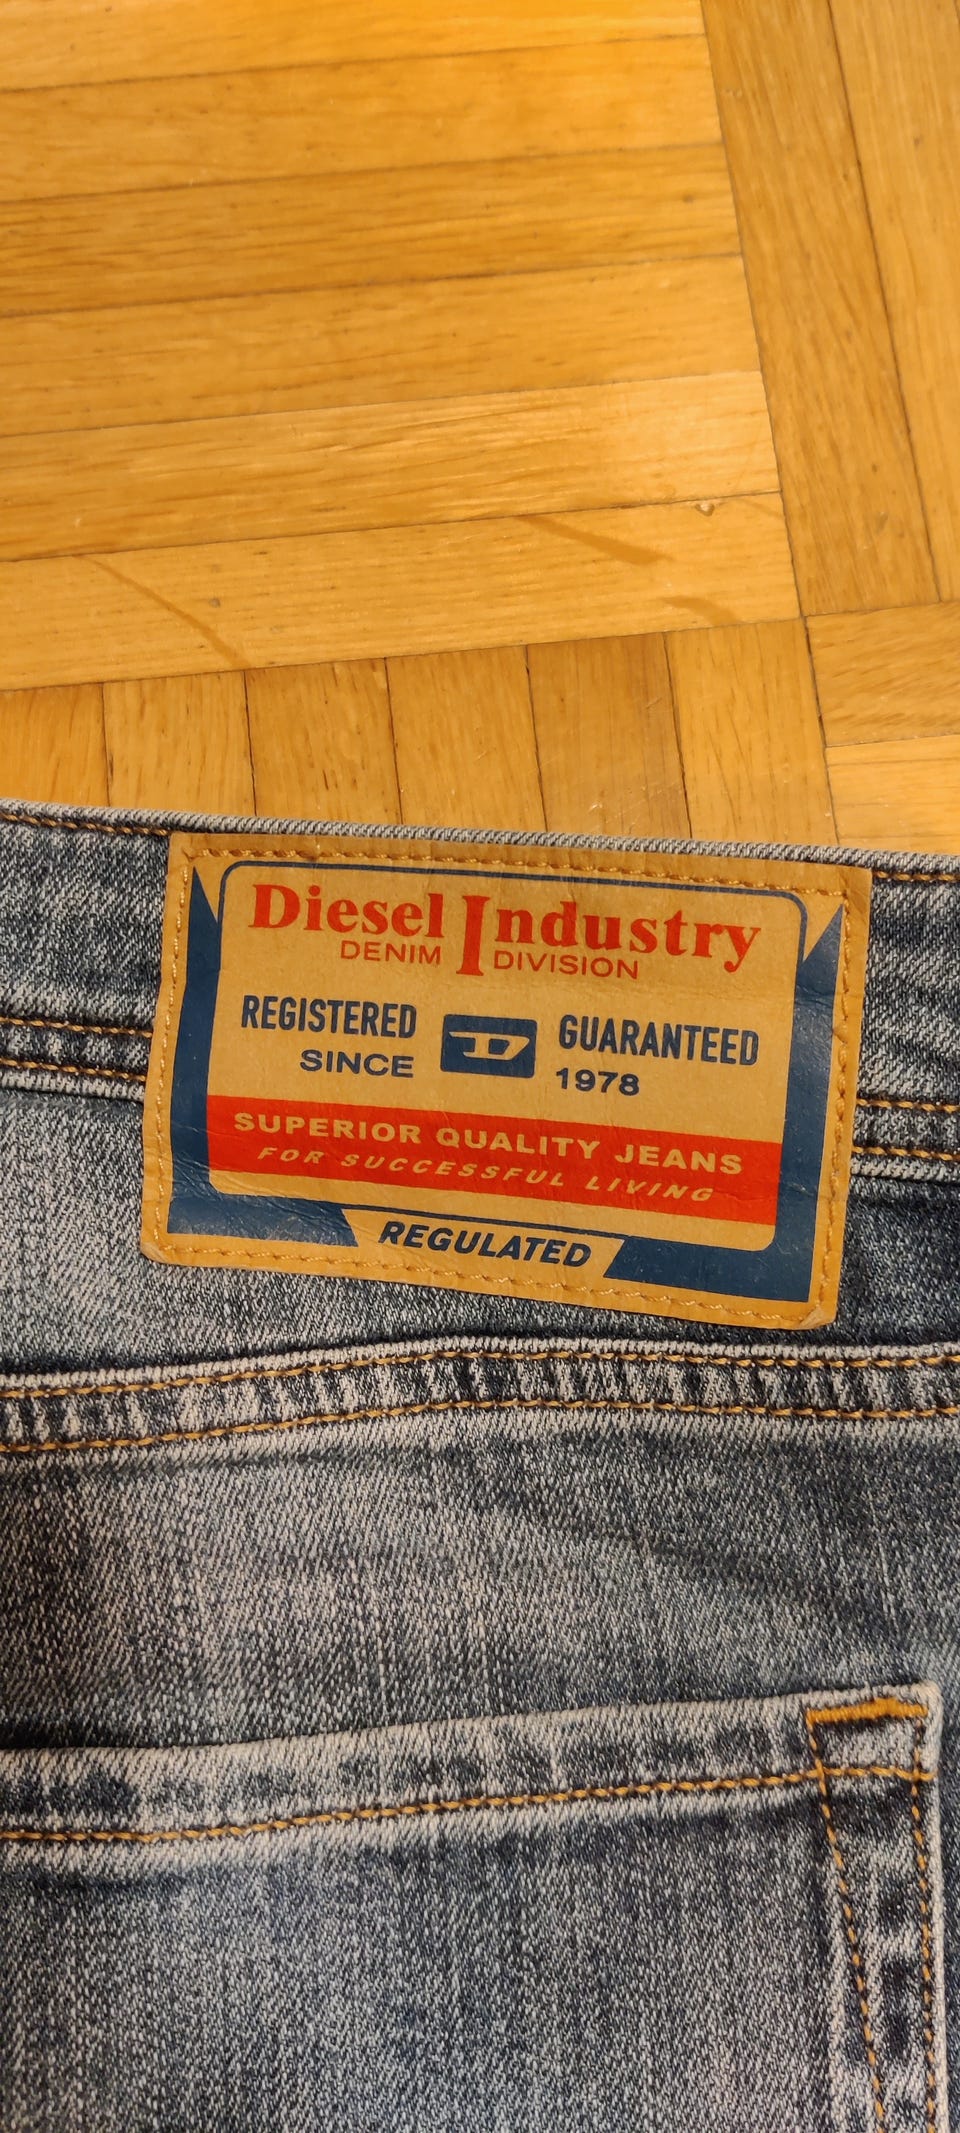 Diesel Industry
DENIM DIVISION
REGISTERED D GUARANTEED
SINCE 1978
SUPERIOR QUALITY JEANS
FOR SUCCESSFUL LIVING
REGULATED